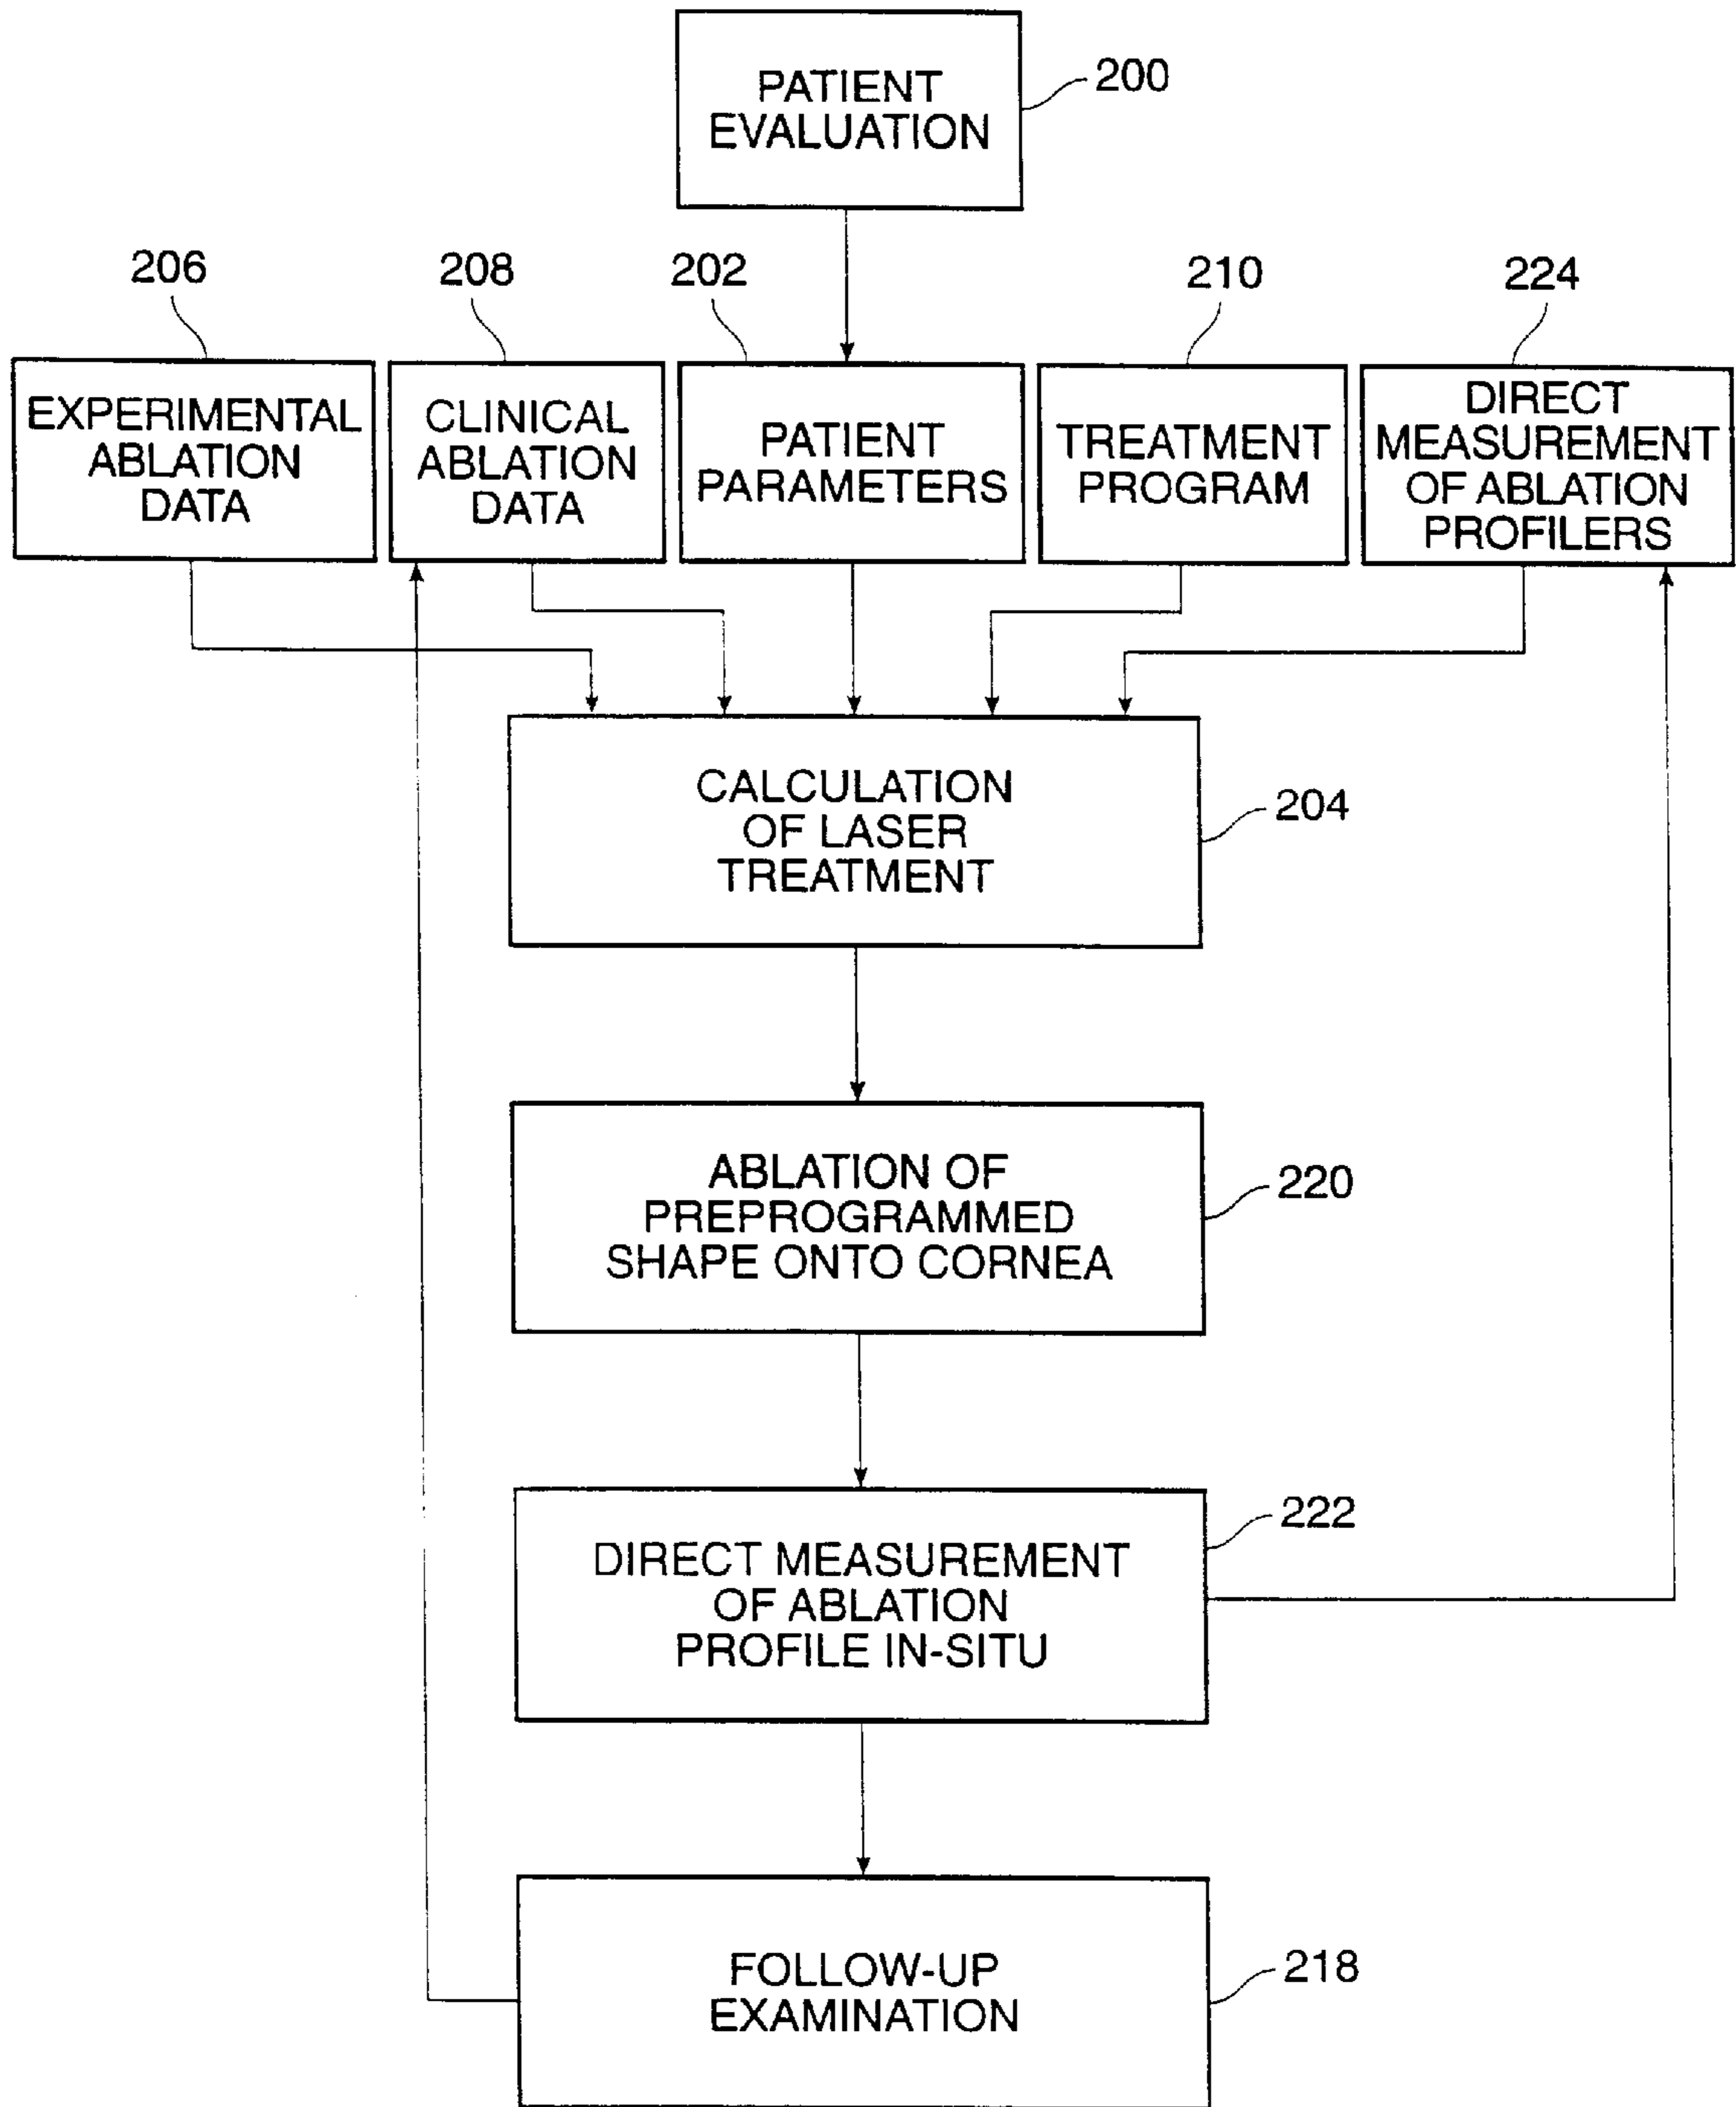 PATIENT
EVALUATION
200
206
208
202
210
224
EXPERIMENTAL
ABLATION
DATA
CLINICAL
ABLATION
DATA
PATIENT
PARAMETERS
TREATMENT
PROGRAM
DIRECT
MEASUREMENT
OF ABLATION
PROFILERS
CALCULATION
OF LASER
TREATMENT
204
ABLATION OF
PREPROGRAMMED
SHAPE ONTO CORNEA
220
DIRECT MEASUREMENT
OF ABLATION
PROFILE IN-SITU
222
FOLLOW-UP
EXAMINATION
218